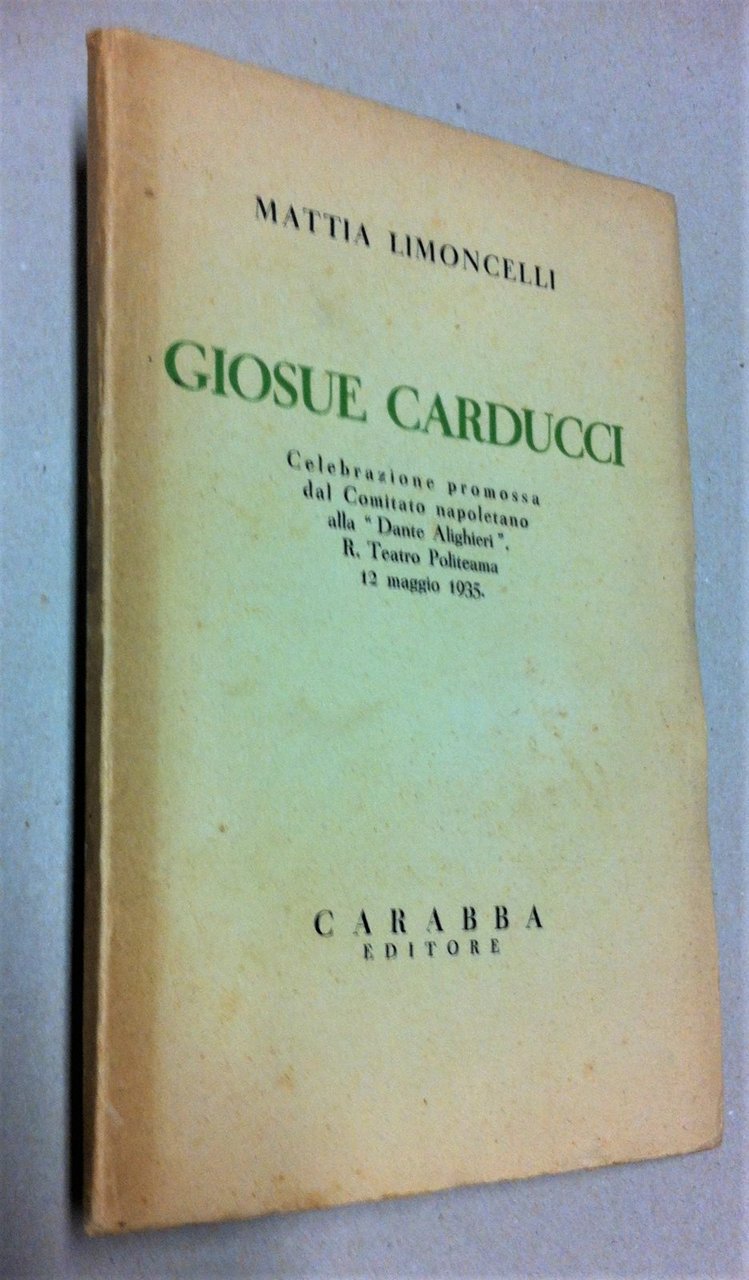 MATTIA LIMONCELLI
GIOSUE CARDUCCI
Celebrazione promossa
dal Comitato napoletano
alla “Dante Alighieri”.
R. Teatro Politeama
12 maggio 1935.
CARABBA
EDITORE